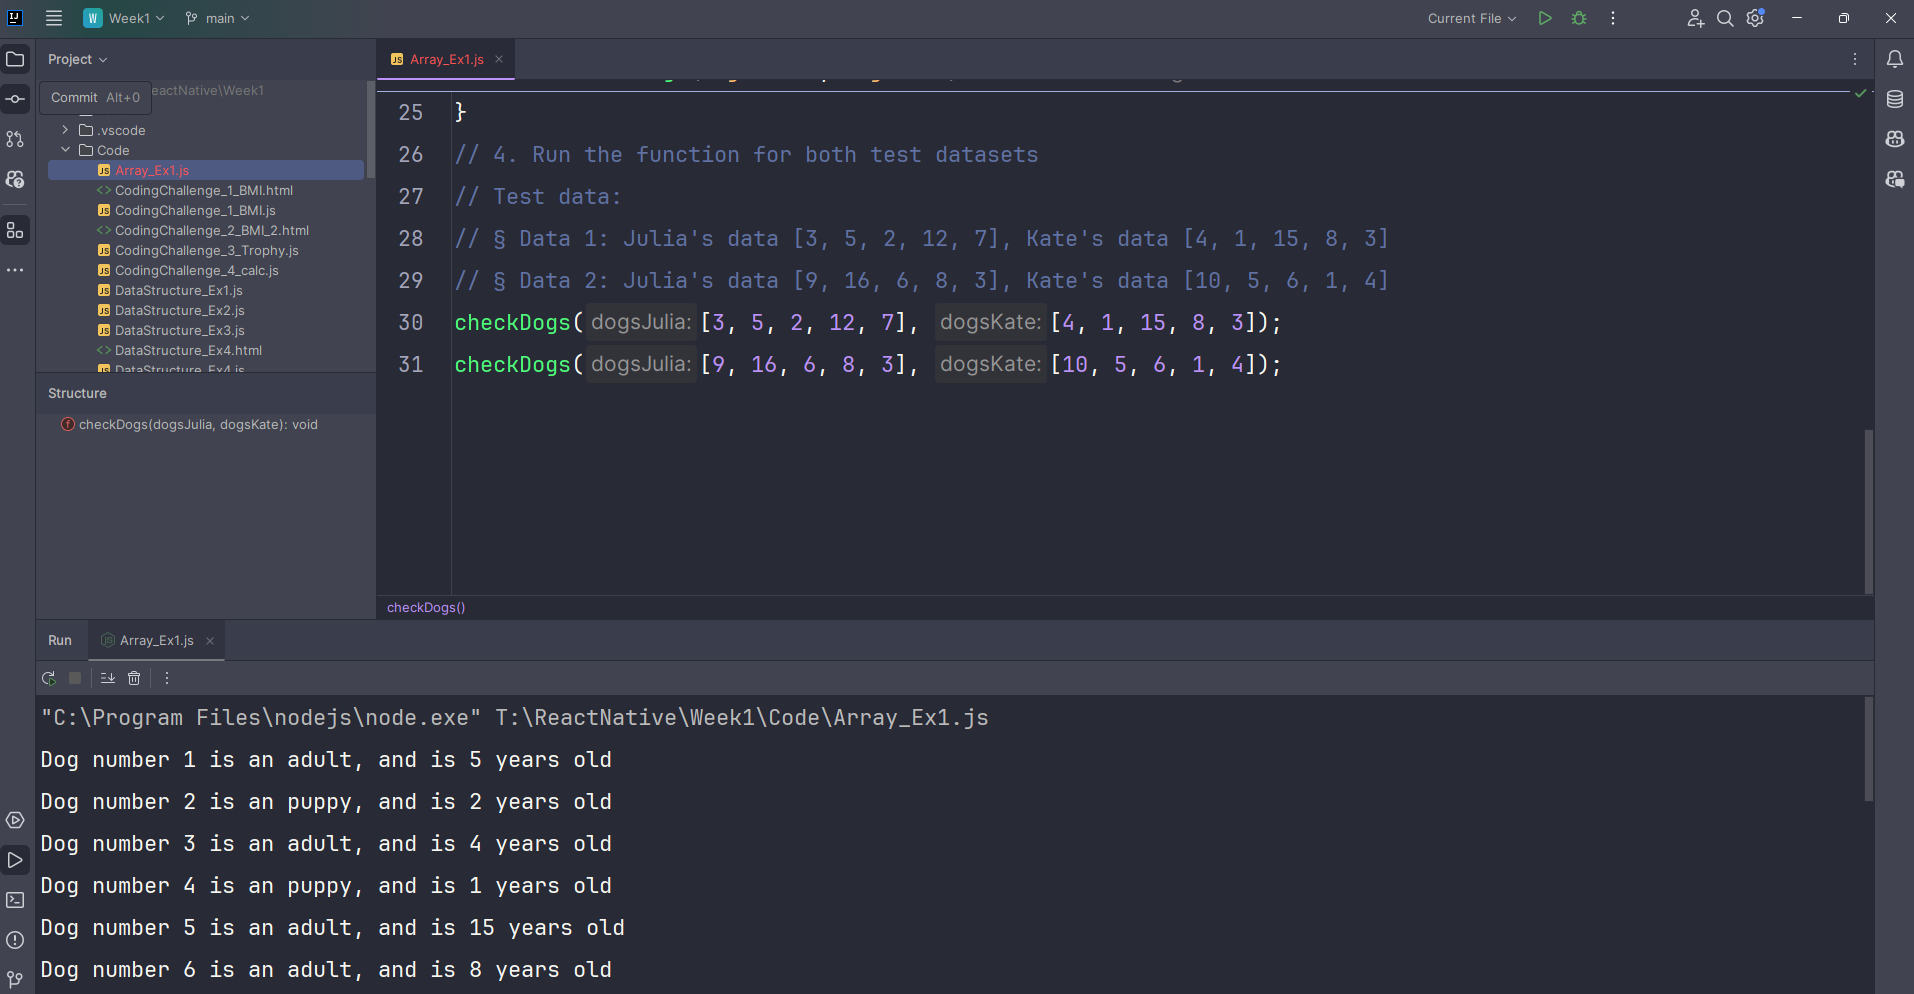 IJ
W Week1
main
Current File
Project
Array_Ex1.js
Commit Alt+0
eactNative\Week1
.vscode
Code
Array_Ex1.js
CodingChallenge_1_BMI.html
CodingChallenge_1_BMI.js
CodingChallenge_2_BMI_2.html
CodingChallenge_3_Trophy.js
CodingChallenge_4_calc.js
DataStructure_Ex1.js
DataStructure_Ex2.js
DataStructure_Ex3.js
DataStructure_Ex4.html
DataStructure_Ex4.js
25 }
26 // 4. Run the function for both test datasets
27 // Test data:
28 // § Data 1: Julia's data [3, 5, 2, 12, 7], Kate's data [4, 1, 15, 8, 3]
29 // § Data 2: Julia's data [9, 16, 6, 8, 3], Kate's data [10, 5, 6, 1, 4]
30 checkDogs( dogsJulia: [3, 5, 2, 12, 7], dogsKate: [4, 1, 15, 8, 3]);
31 checkDogs( dogsJulia: [9, 16, 6, 8, 3], dogsKate: [10, 5, 6, 1, 4]);
Structure
f checkDogs(dogsJulia, dogsKate): void
checkDogs()
Run
Array_Ex1.js
"C:\Program Files\nodejs\node.exe" T:\ReactNative\Week1\Code\Array_Ex1.js
Dog number 1 is an adult, and is 5 years old
Dog number 2 is an puppy, and is 2 years old
Dog number 3 is an adult, and is 4 years old
Dog number 4 is an puppy, and is 1 years old
Dog number 5 is an adult, and is 15 years old
Dog number 6 is an adult, and is 8 years old